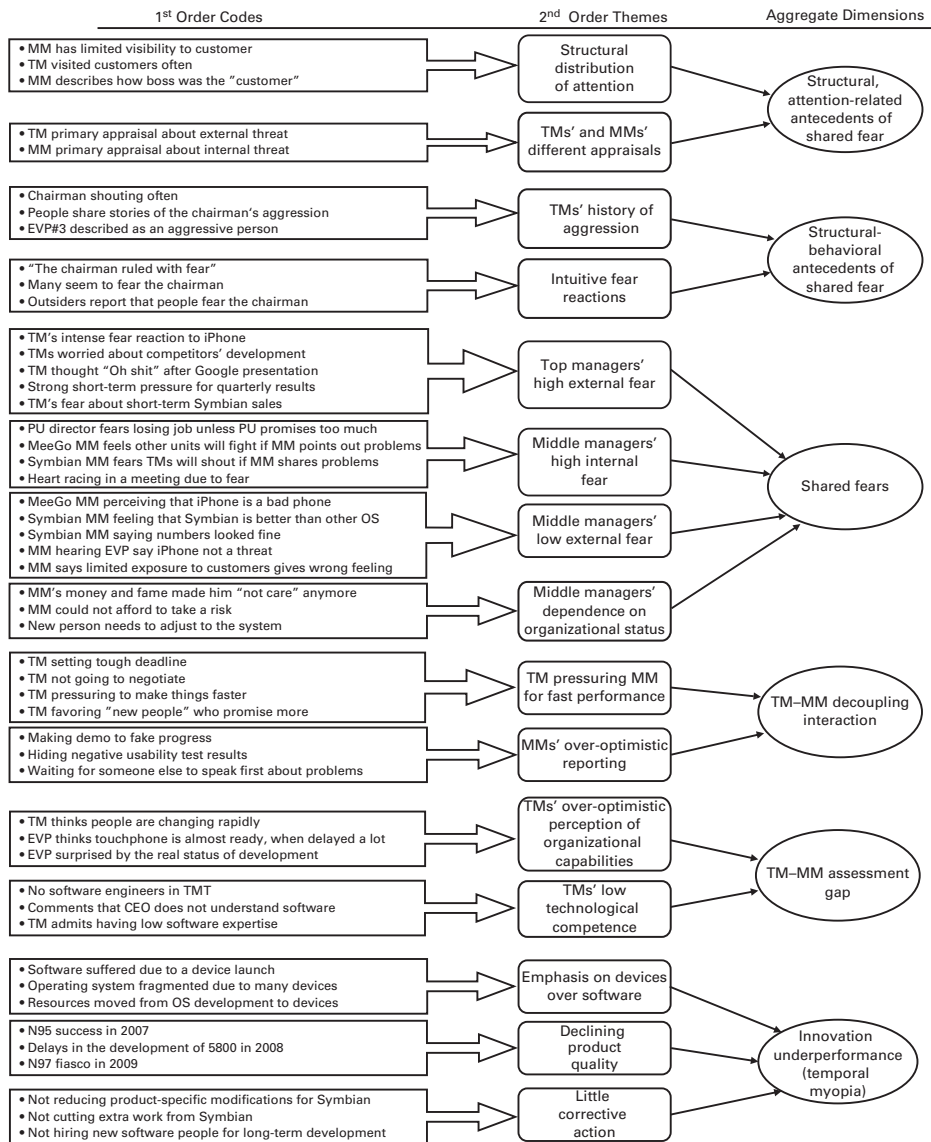 1st Order Codes
2nd Order Themes
Aggregate Dimensions
• MM has limited visibility to customer
• TM visited customers often
• MM describes how boss was the "customer"
Structural
distribution
of attention
• TM primary appraisal about external threat
• MM primary appraisal about internal threat
TMs' and MMs'
different appraisals
Structural,
attention-related
antecedents of
shared fear
• Chairman shouting often
• People share stories of the chairman's aggression
• EVP#3 described as an aggressive person
TMs' history of
aggression
• "The chairman ruled with fear"
• Many seem to fear the chairman
• Outsiders report that people fear the chairman
Intuitive fear
reactions
Structural-
behavioral
antecedents of
shared fear
• TM's intense fear reaction to iPhone
• TMs worried about competitors' development
• TM thought "Oh shit" after Google presentation
• Strong short-term pressure for quarterly results
• TM's fear about short-term Symbian sales
Top managers'
high external fear
• PU director fears losing job unless PU promises too much
• MeeGo MM feels other units will fight if MM points out problems
• Symbian MM fears TMs will shout if MM shares problems
• Heart racing in a meeting due to fear
Middle managers'
high internal
fear
• MeeGo MM perceiving that iPhone is a bad phone
• Symbian MM feeling that Symbian is better than other OS
• Symbian MM saying numbers looked fine
• MM hearing EVP say iPhone not a threat
• MM says limited exposure to customers gives wrong feeling
Middle managers'
low external fear
• MM's money and fame made him "not care" anymore
• MM could not afford to take a risk
• New person needs to adjust to the system
Middle managers'
dependence on
organizational status
Shared fears
• TM setting tough deadline
• TM not going to negotiate
• TM pressuring to make things faster
• TM favoring "new people" who promise more
TM pressuring MM
for fast performance
• Making demo to fake progress
• Hiding negative usability test results
• Waiting for someone else to speak first about problems
MMs' over-optimistic
reporting
TM–MM decoupling
interaction
• TM thinks people are changing rapidly
• EVP thinks touchphone is almost ready, when delayed a lot
• EVP surprised by the real status of development
TMs' over-optimistic
perception of
organizational
capabilities
• No software engineers in TMT
• Comments that CEO does not understand software
• TM admits having low software expertise
TMs' low
technological
competence
TM–MM assessment
gap
• Software suffered due to a device launch
• Operating system fragmented due to many devices
• Resources moved from OS development to devices
Emphasis on devices
over software
• N95 success in 2007
• Delays in the development of 5800 in 2008
• N97 fiasco in 2009
Declining
product
quality
• Not reducing product-specific modifications for Symbian
• Not cutting extra work from Symbian
• Not hiring new software people for long-term development
Little
corrective
action
Innovation
underperformance
(temporal
myopia)